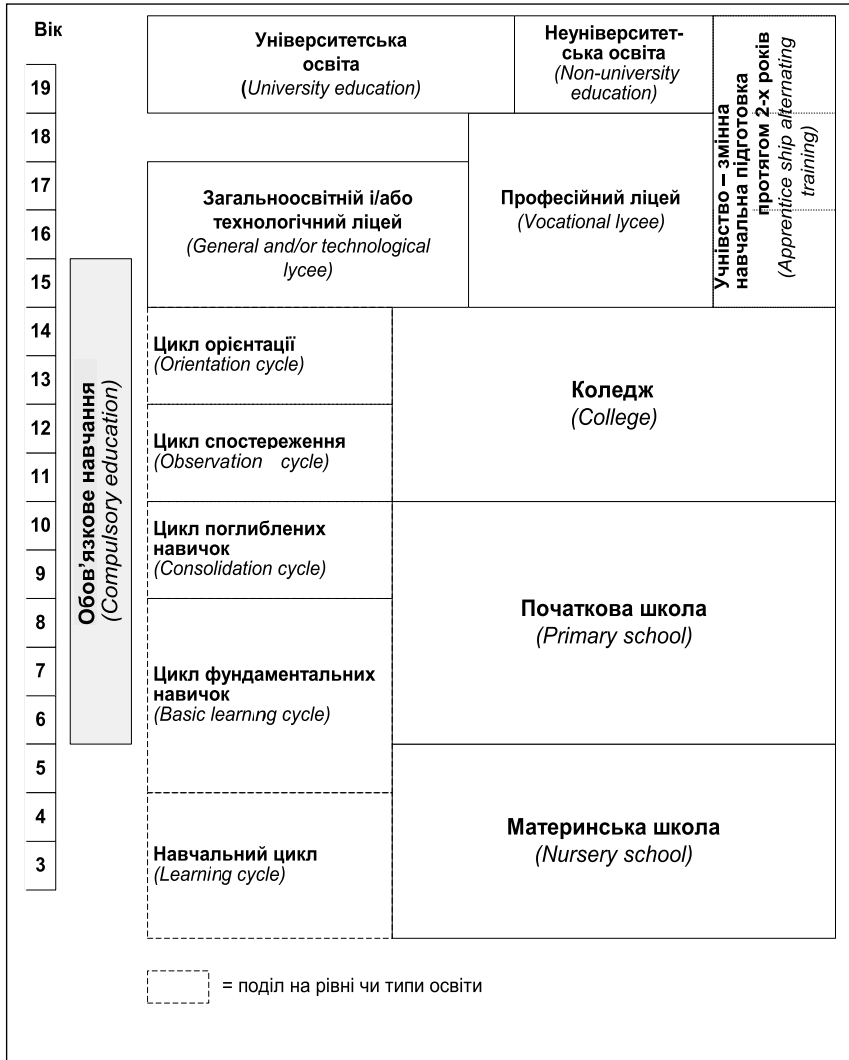 Вік
Університетська
освіта
(University education)
Неуніверситет-
ська освіта
(Non-university
education)
Учнівство – змінна
навчальна підготовка
протягом 2-х років
(Apprentice ship alternating
training)
19
18
17
16
15
14
13
12
11
10
9
8
7
6
5
4
3
Загальноосвітній і/або
технологічний ліцей
(General and/or technological
lycee)
Професійний ліцей
(Vocational lycee)
Обов’язкове навчання
(Compulsory education)
Цикл орієнтації
(Orientation cycle)
Цикл спостереження
(Observation cycle)
Коледж
(College)
Цикл поглиблених
навичок
(Consolidation cycle)
Цикл фундаментальних
навичок
(Basic learning cycle)
Початкова школа
(Primary school)
Навчальний цикл
(Learning cycle)
Материнська школа
(Nursery school)
= поділ на рівні чи типи освіти